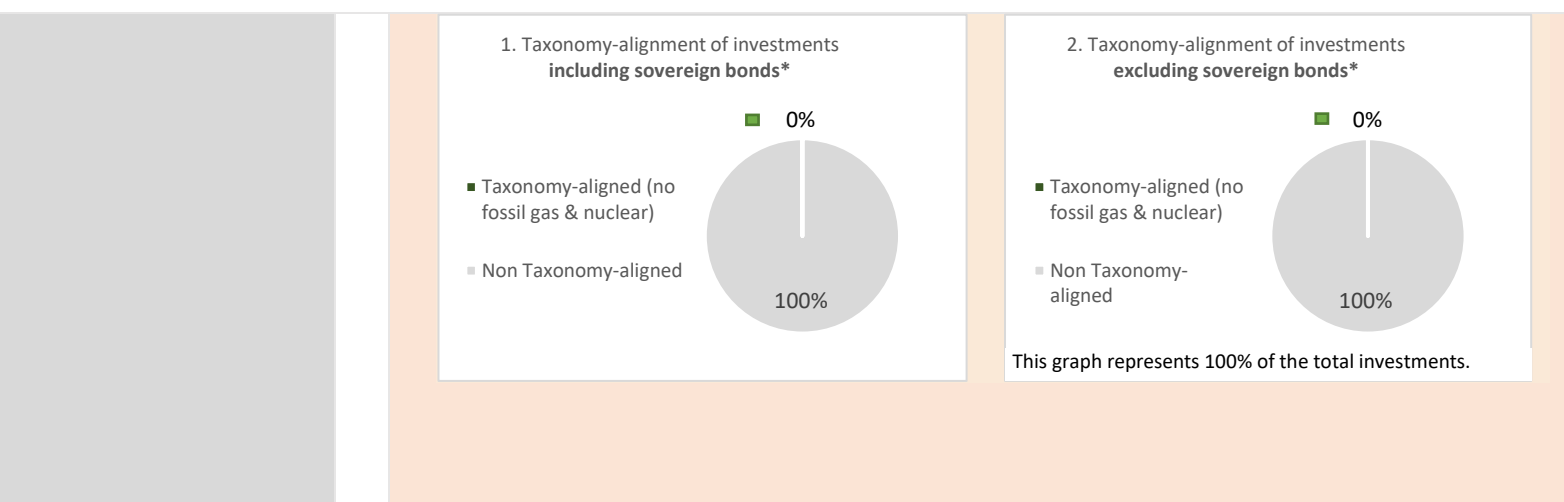 1. Taxonomy-alignment of investments
including sovereign bonds*
0%
Taxonomy-aligned (no
fossil gas & nuclear)
Non Taxonomy-aligned
100%
2. Taxonomy-alignment of investments
excluding sovereign bonds*
0%
Taxonomy-aligned (no
fossil gas & nuclear)
Non Taxonomy-
aligned
100%
This graph represents 100% of the total investments.